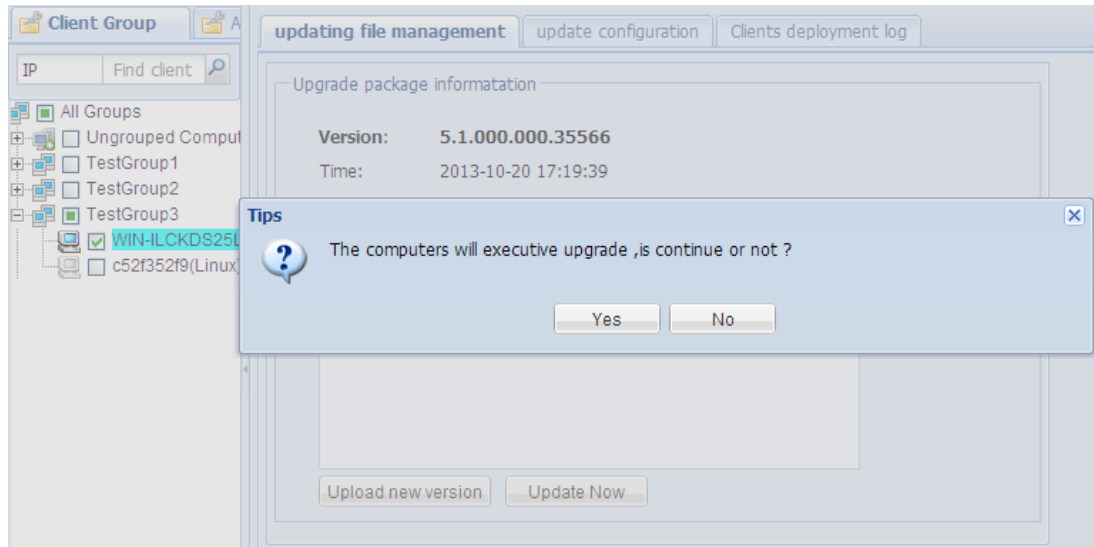 Client Group
A
IP
Find client
All Groups
Ungrouped Comput
TestGroup1
TestGroup2
TestGroup3
WIN-ILCKDS25L
c52f352f9(Linux)
updating file management
update configuration
Clients deployment log
Upgrade package informatation
Version: 5.1.000.000.35566
Time: 2013-10-20 17:19:39
Tips
The computers will executive upgrade ,is continue or not ?
Yes
No
Upload new version
Update Now